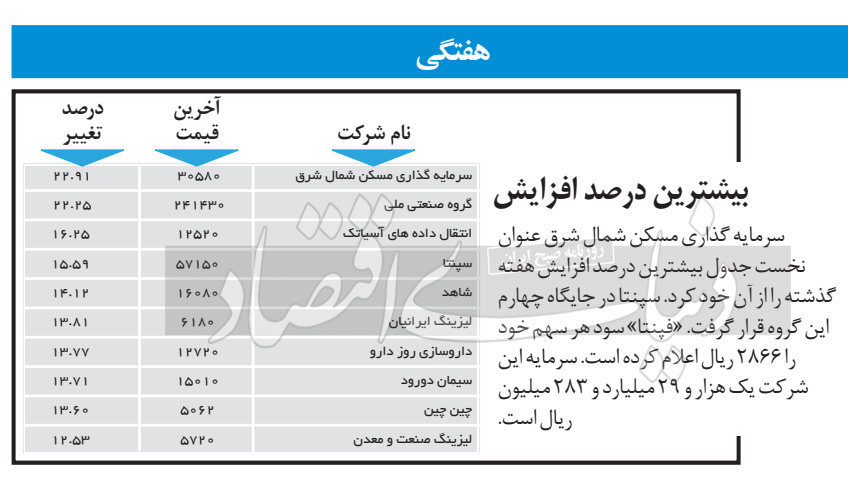 هفتگی
بیشترین درصد افزایش
سرمایه گذاری مسکن شمال شرق عنوان
نخست جدول بیشترین درصد افزایش هفته
گذشته را از آن خود کرد. سپنتا در جایگاه چهارم
این گروه قرار گرفت. «فپنتا» سود هر سهم خود
را ۲۸۶۶ ریال اعلام کرده است. سرمایه این
شرکت یک هزار و ۲۹ میلیارد و ۲۸۳ میلیون
ریال است.
نام شرکت آخرین قیمت درصد تغییر
سرمایه گذاری مسکن شمال شرق ۳۰۵۸۰ ۲۲.۹۱
گروه صنعتی ملی ۲۴۱۴۳۰ ۲۲.۲۵
انتقال داده های آسیاتک ۱۲۵۲۰ ۱۶.۲۵
سپنتا ۵۷۱۵۰ ۱۵.۵۹
شاهد ۱۶۰۸۰ ۱۴.۱۲
لیزینگ ایرانیان ۶۱۸۰ ۱۳.۸۱
داروسازی روز دارو ۱۲۷۲۰ ۱۳.۷۷
سیمان دورود ۱۵۰۱۰ ۱۳.۷۱
چین چین ۵۰۶۲ ۱۳.۶۰
لیزینگ صنعت و معدن ۵۷۲۰ ۱۲.۵۳
دنیای اقتصاد
روزنامه صبح ایران